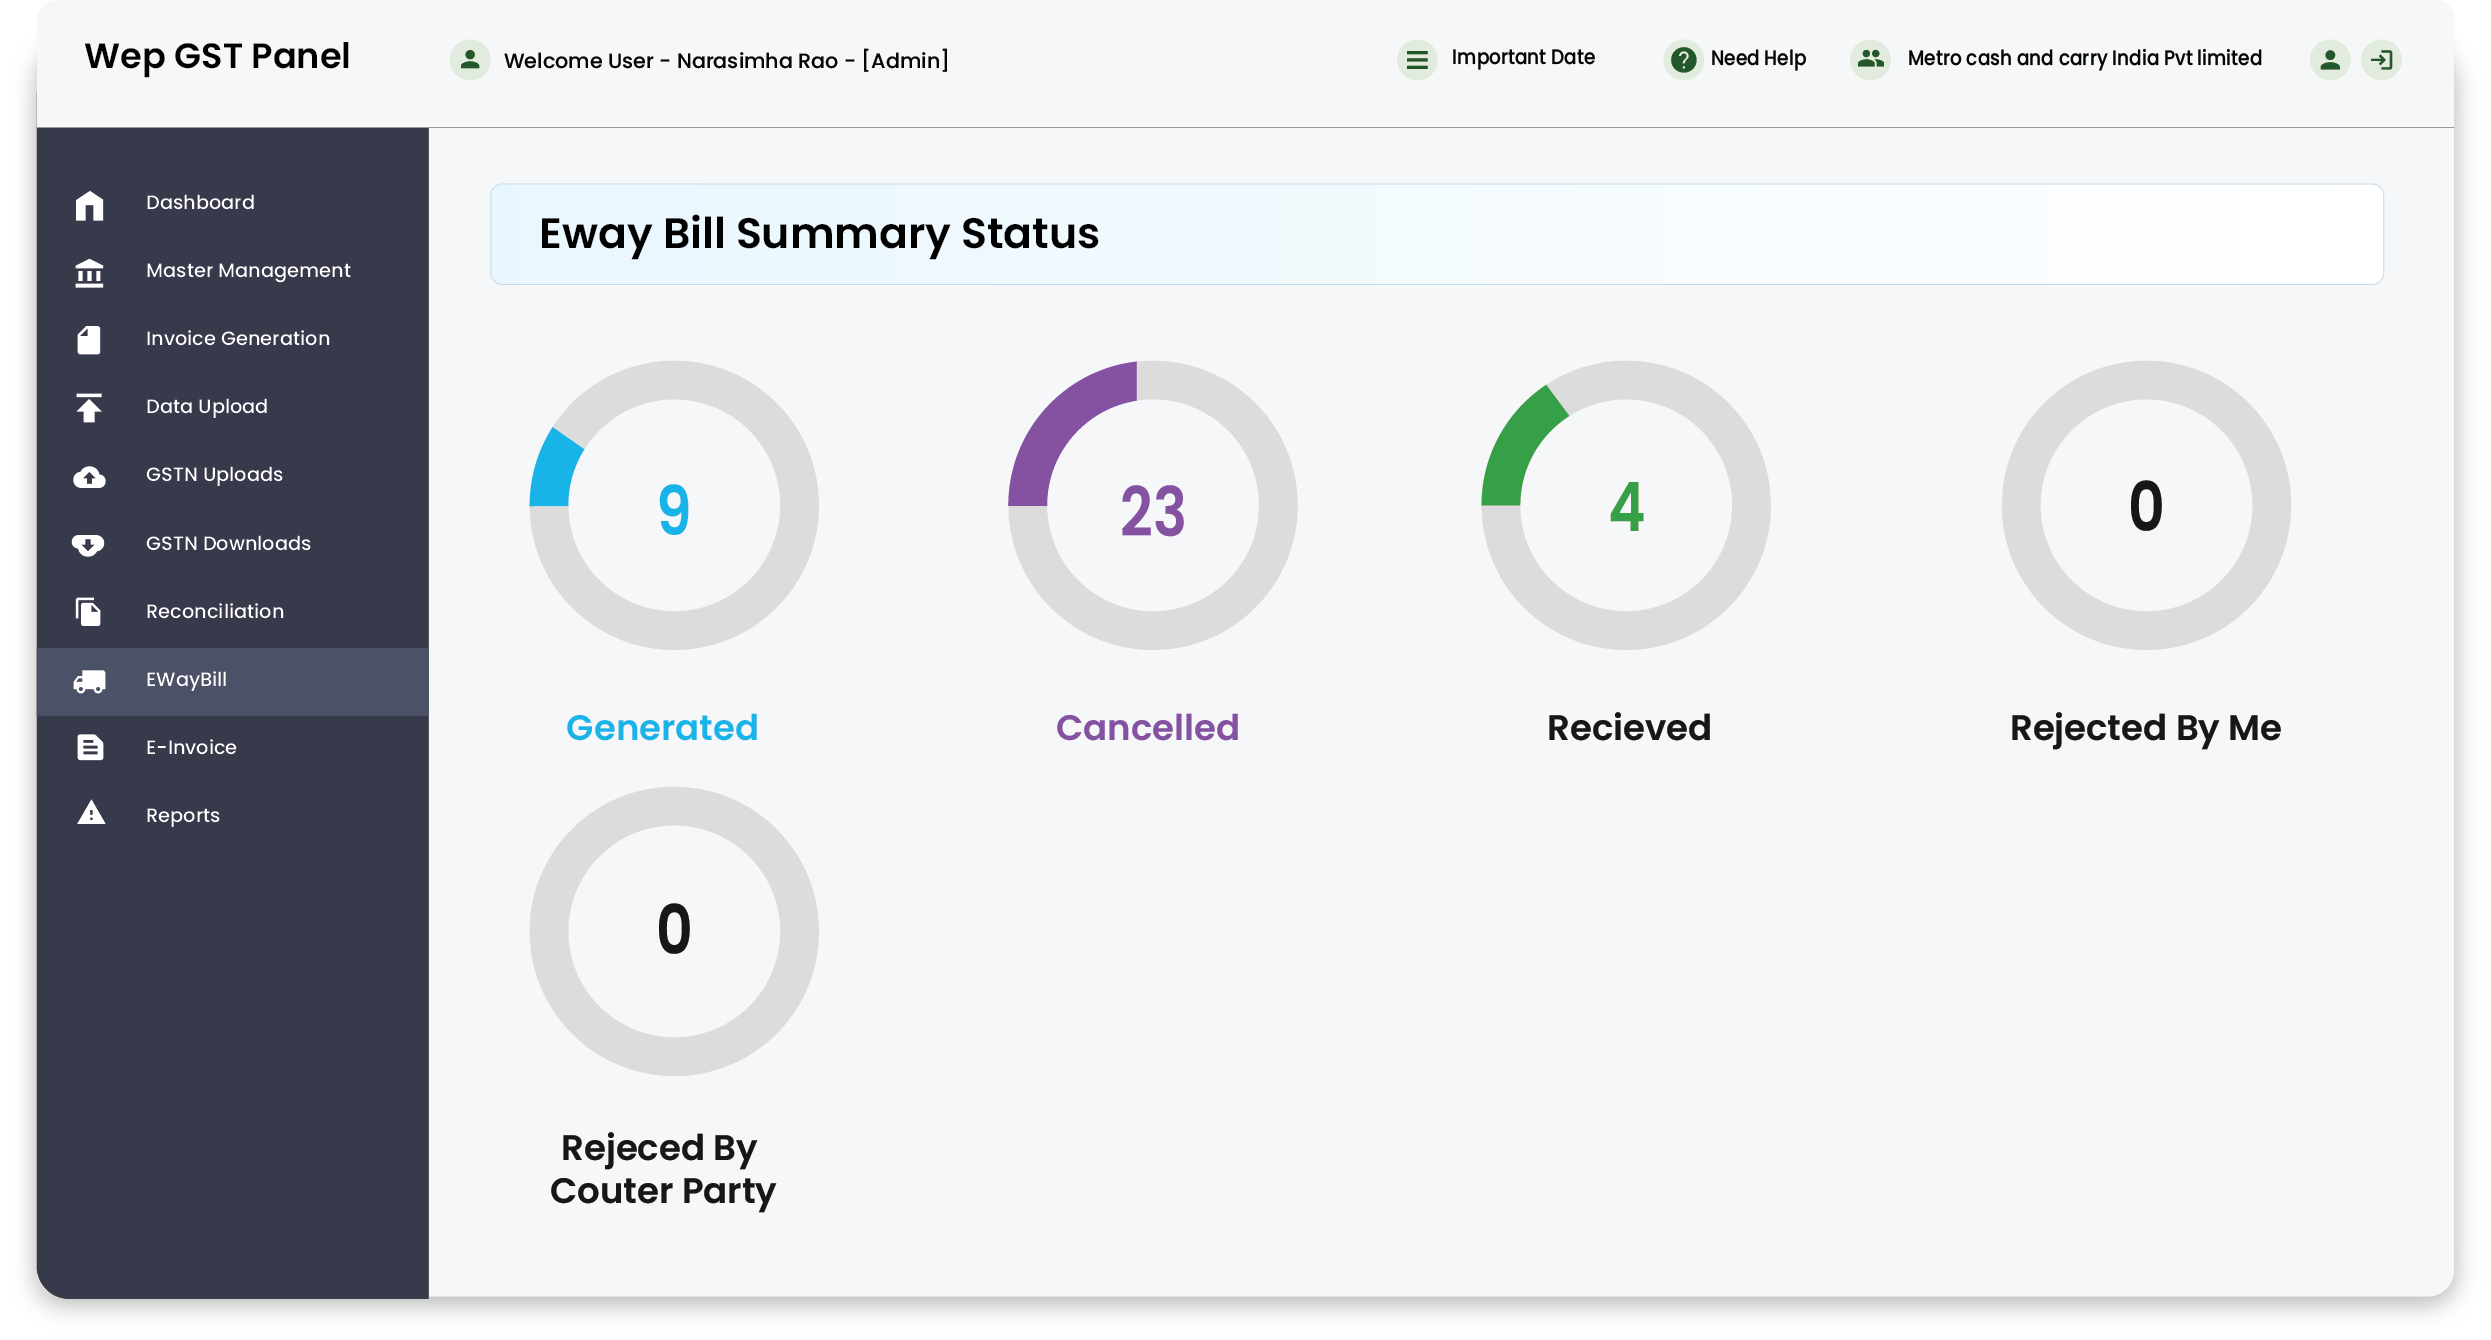 Wep GST Panel
Welcome User - Narasimha Rao - [Admin]
Important Date
Need Help
Metro cash and carry India Pvt limited
Dashboard
Master Management
Invoice Generation
Data Upload
GSTN Uploads
GSTN Downloads
Reconciliation
EWayBill
E-Invoice
Reports
Eway Bill Summary Status
9
23
4
0
Generated
Cancelled
Recieved
Rejected By Me
0
Rejeced By
Couter Party